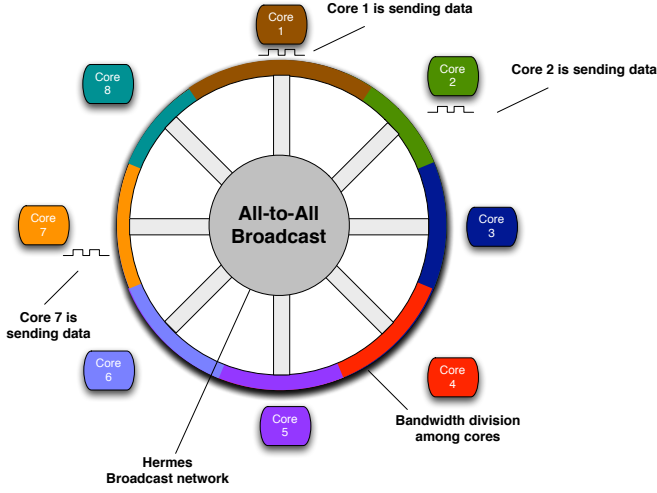 Core
1
Core 1 is sending data
Core
2
Core 2 is sending data
Core
8
All-to-All
Broadcast
Core
3
Core
7
Core 7 is
sending data
Core
6
Core
4
Core
5
Bandwidth division
among cores
Hermes
Broadcast network